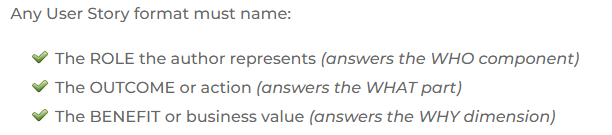 Any User Story format must name:
The ROLE the author represents (answers the WHO component)
The OUTCOME or action (answers the WHAT part)
The BENEFIT or business value (answers the WHY dimension)